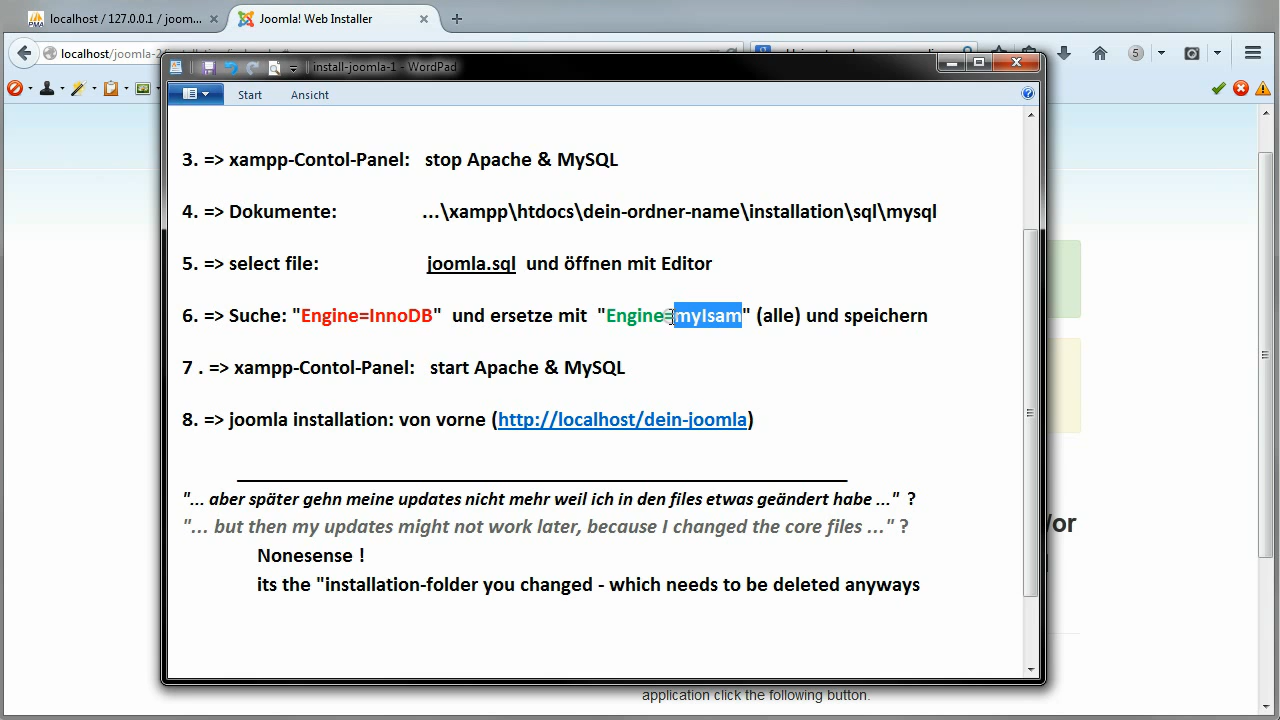 localhost / 127.0.0.1 / joom...
Joomla! Web Installer
localhost/joomla-2
5
install-joomla-1 - WordPad
Start
Ansicht
3. => xampp-Contol-Panel: stop Apache & MySQL
4. => Dokumente: ...\xampp\htdocs\dein-ordner-name\installation\sql\mysql
5. => select file: joomla.sql und öffnen mit Editor
6. => Suche: "Engine=InnoDB" und ersetze mit "Engine=myIsam" (alle) und speichern
7 . => xampp-Contol-Panel: start Apache & MySQL
8. => joomla installation: von vorne (http://localhost/dein-joomla)
"... aber später gehn meine updates nicht mehr weil ich in den files etwas geändert habe ..." ?
"... but then my updates might not work later, because I changed the core files ..." ?
/or
Nonesense !
its the "installation-folder you changed - which needs to be deleted anyways
application click the following button.